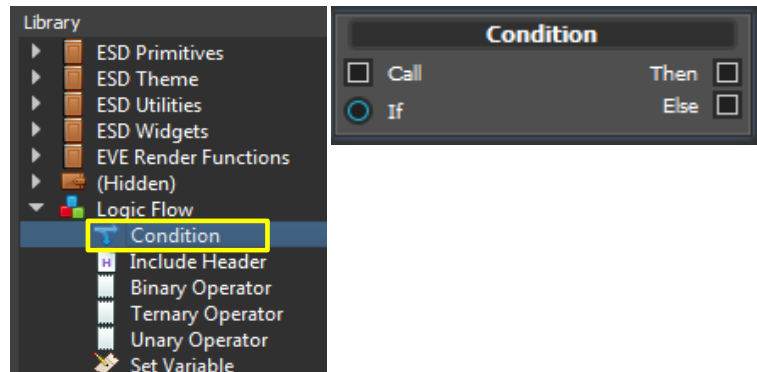 Library
ESD Primitives
ESD Theme
ESD Utilities
ESD Widgets
EVE Render Functions
(Hidden)
Logic Flow
Condition
H Include Header
Binary Operator
Ternary Operator
Unary Operator
Set Variable
Condition
Call Then
If Else